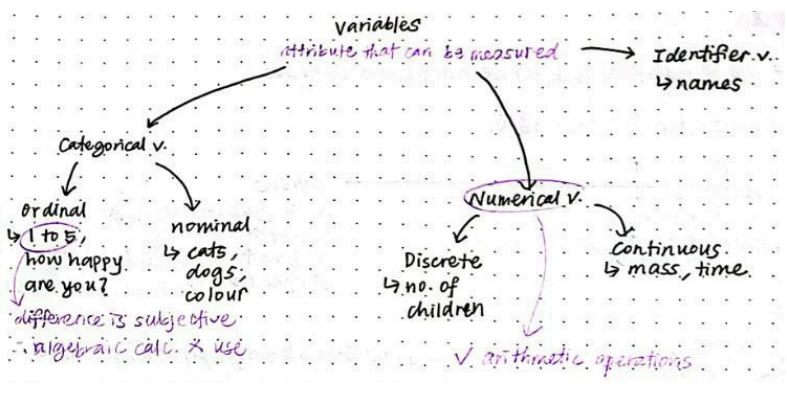 variables
attribute that can be measured
Identifier v.
↳ names
Categorical v.
Ordinal
↳ 1 to 5,
how happy
are you?
difference is subjective
∴ algebraic calc. × use
nominal
↳ cats,
dogs,
colour
Numerical v.
Discrete
↳ no. of
children
Continuous
↳ mass, time
✓ arithmetic operations